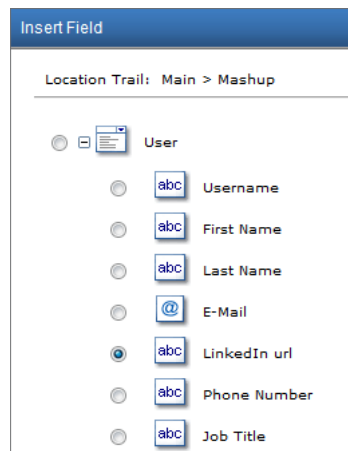 Insert Field
Location Trail: Main > Mashup
User
abc Username
abc First Name
abc Last Name
@ E-Mail
abc LinkedIn url
abc Phone Number
abc Job Title